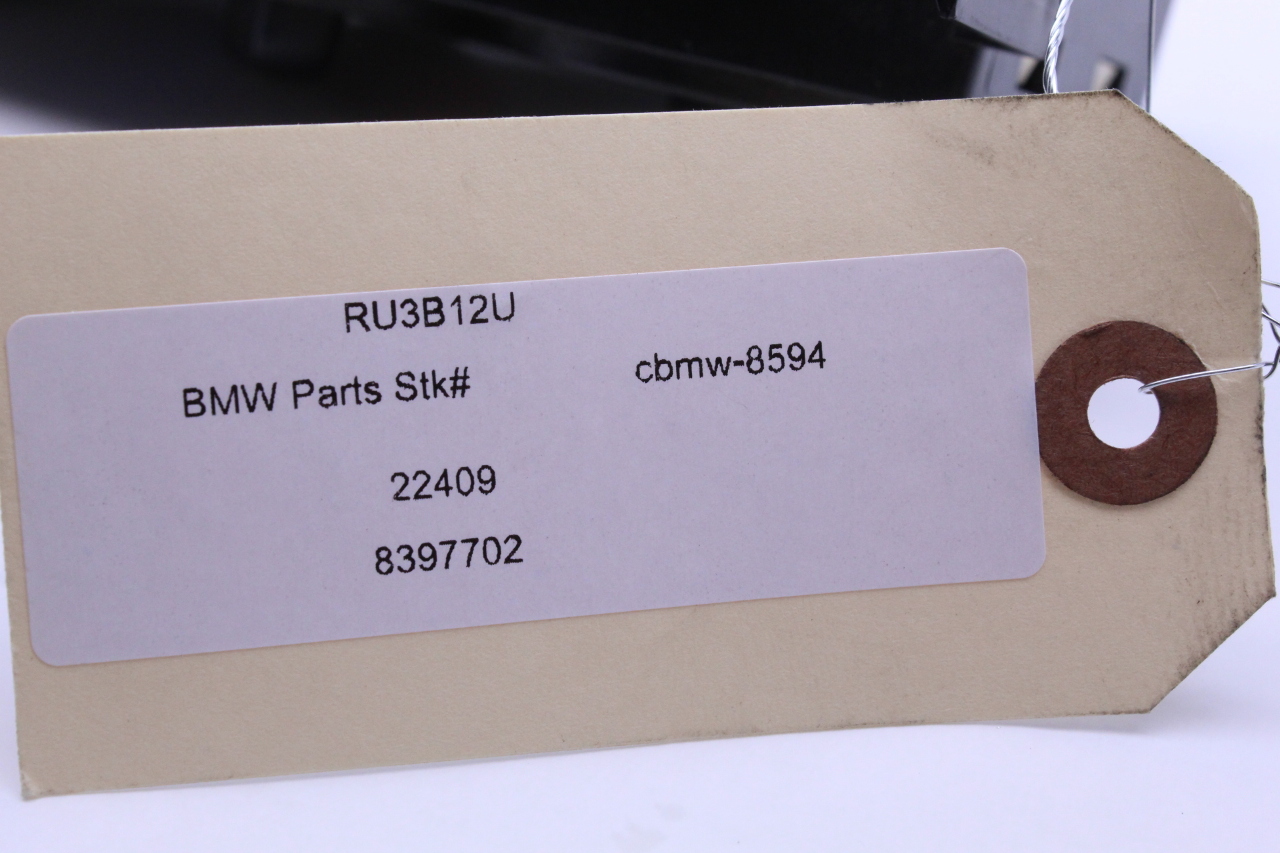 RU3B12U
BMW Parts Stk# cbmw-8594
22409
8397702